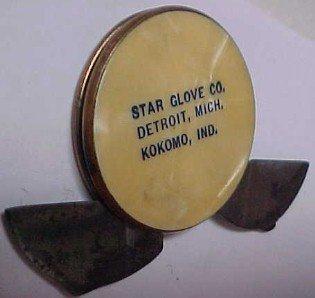 STAR GLOVE CO.
DETROIT, MICH.
KOKOMO, IND.